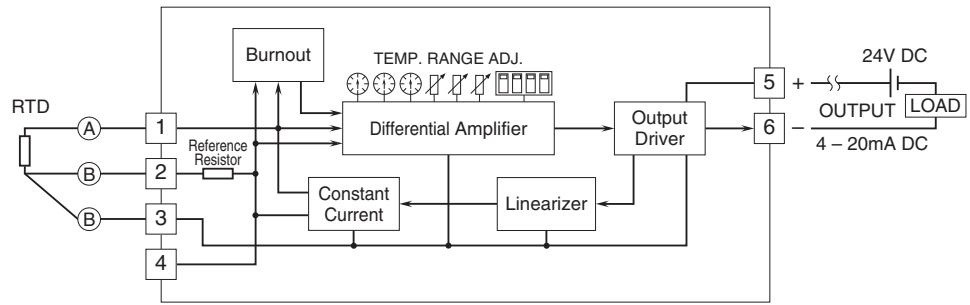 Burnout
TEMP. RANGE ADJ.
24V DC
RTD
A
1
Differential Amplifier
Output
Driver
5
+
OUTPUT
LOAD
6
–
4 – 20mA DC
B
2
Reference
Resistor
Constant
Current
Linearizer
B
3
4